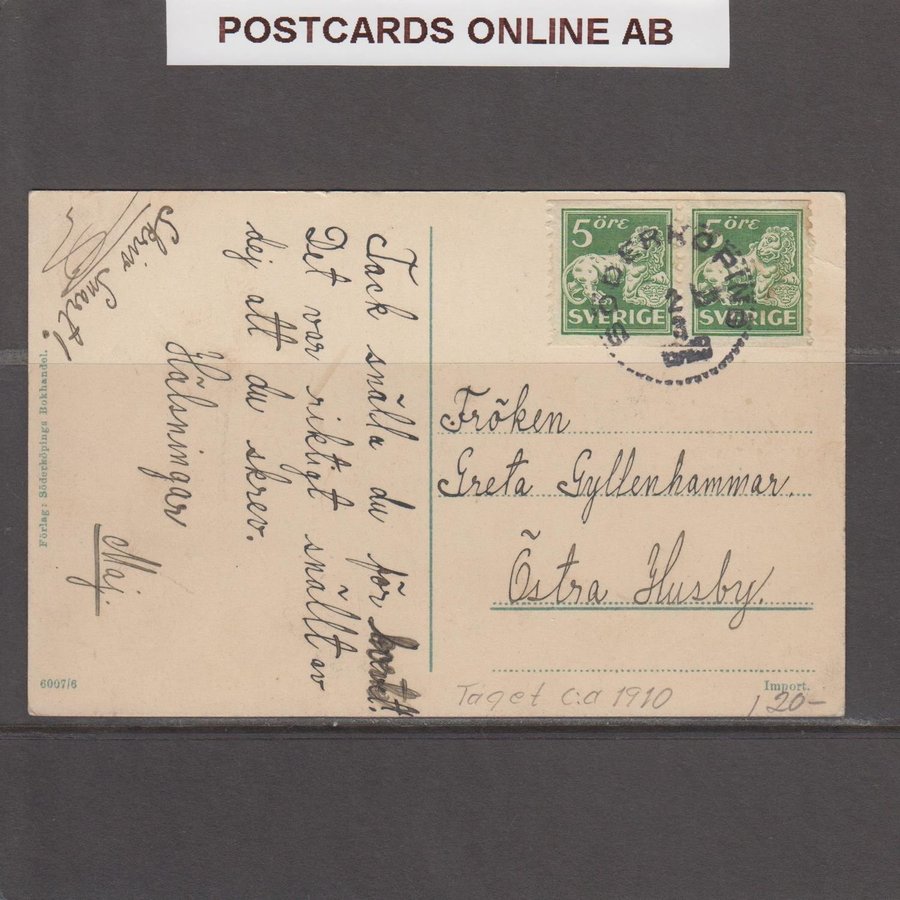 POSTCARDS ONLINE AB
5 ÖRE
SVERIGE
5 ÖRE
SVERIGE
SÖDERKÖPING
Skriv snart!
Tack snälla du för kortet!
Det var riktigt snällt av
dej att du skrev.
Hälsningar
Maj.
Fröken
Greta Gyllenhammar.
Östra Husby.
Förlag: Söderköpings Bokhandel.
6007/6
Taget c:a 1910
Import.
20-